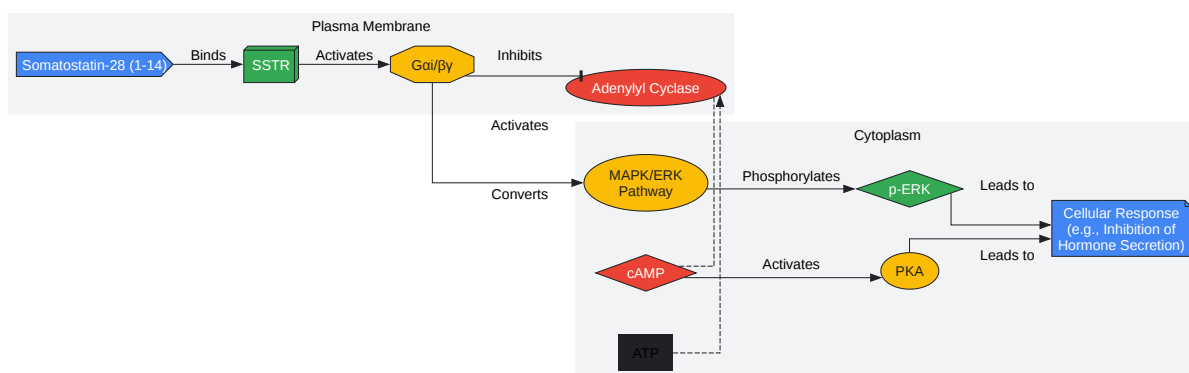 Plasma Membrane
Somatostatin-28 (1-14)
Binds
SSTR
Activates
Gαi/βγ
Inhibits
Adenylyl Cyclase
Activates
Converts
Cytoplasm
MAPK/ERK
Pathway
Phosphorylates
p-ERK
Leads to
Cellular Response
(e.g., Inhibition of
Hormone Secretion)
Leads to
cAMP
Activates
PKA
ATP